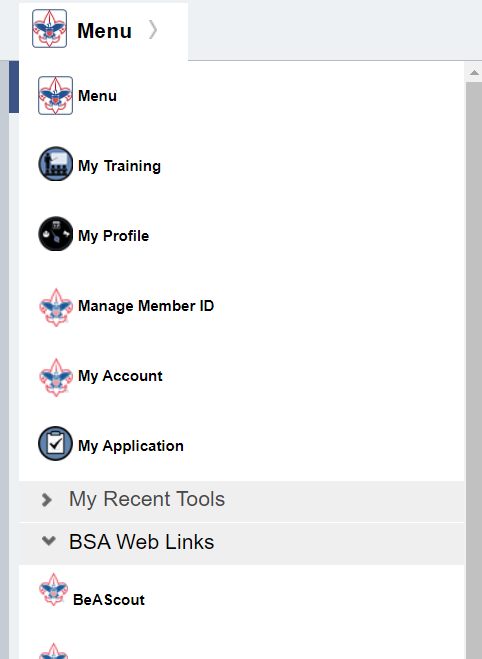 Menu
Menu
My Training
My Profile
Manage Member ID
My Account
My Application
My Recent Tools
BSA Web Links
BeAScout